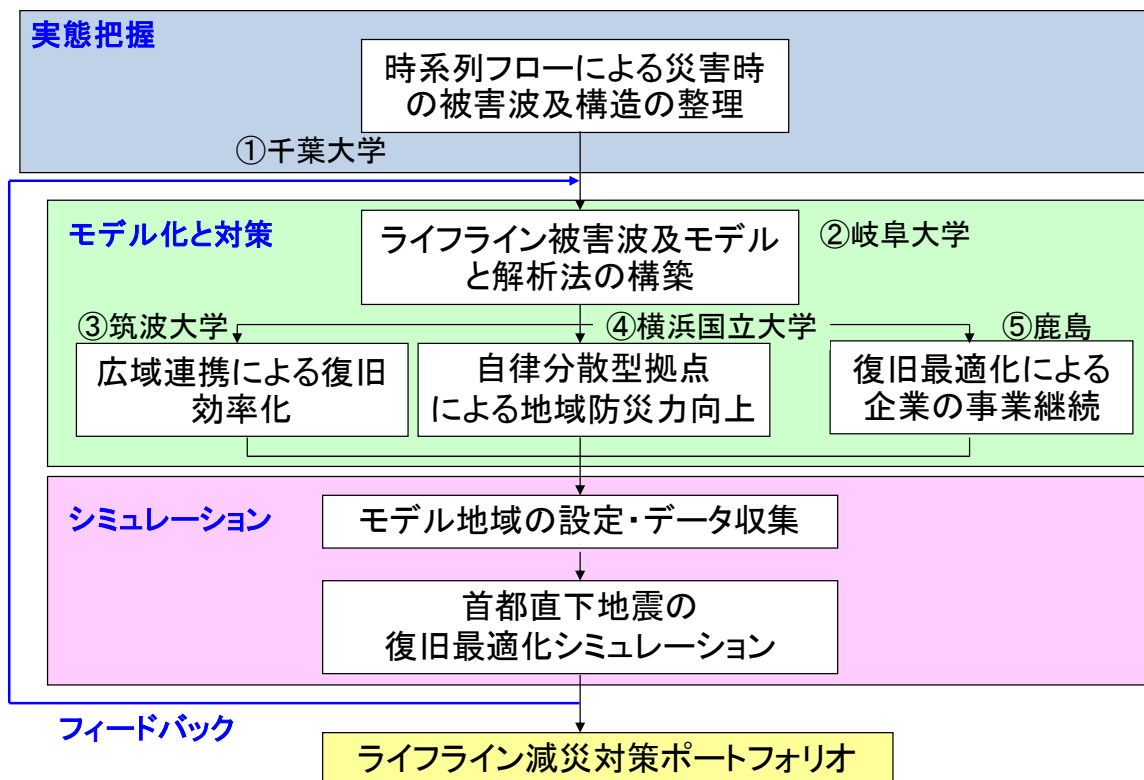 実態把握
時系列フローによる災害時
の被害波及構造の整理
①千葉大学
モデル化と対策
ライフライン被害波及モデル
と解析法の構築
②岐阜大学
③筑波大学
④横浜国立大学
⑤鹿島
広域連携による復旧
効率化
自律分散型拠点
による地域防災力向上
復旧最適化による
企業の事業継続
シミュレーション
モデル地域の設定・データ収集
首都直下地震の
復旧最適化シミュレーション
フィードバック
ライフライン減災対策ポートフォリオ